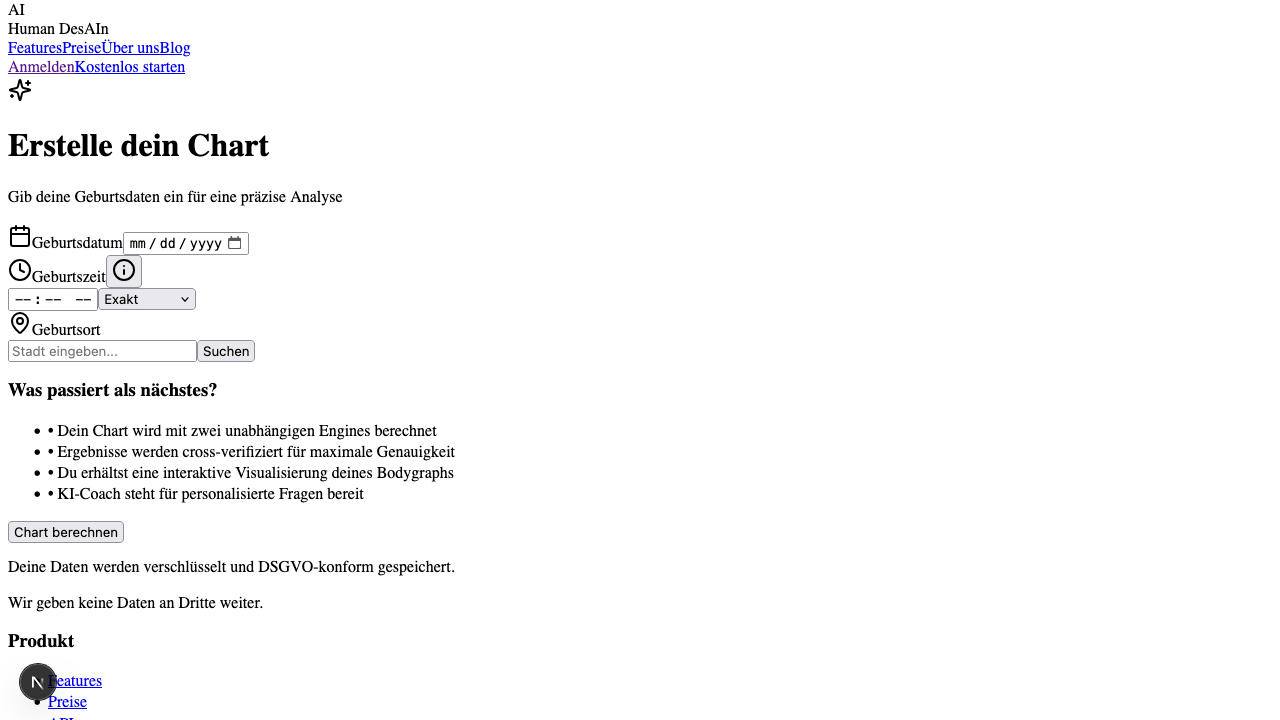 AI
Human DesAIn
FeaturesPreiseÜber unsBlog
AnmeldenKostenlos starten
Erstelle dein Chart
Gib deine Geburtsdaten ein für eine präzise Analyse
Geburtsdatum mm / dd / yyyy
Geburtszeit
-- : -- -- Exakt
Geburtsort
Stadt eingeben... Suchen
Was passiert als nächstes?
• • Dein Chart wird mit zwei unabhängigen Engines berechnet
• • Ergebnisse werden cross-verifiziert für maximale Genauigkeit
• • Du erhältst eine interaktive Visualisierung deines Bodygraphs
• • KI-Coach steht für personalisierte Fragen bereit
Chart berechnen
Deine Daten werden verschlüsselt und DSGVO-konform gespeichert.
Wir geben keine Daten an Dritte weiter.
Produkt
N
Features
• Preise